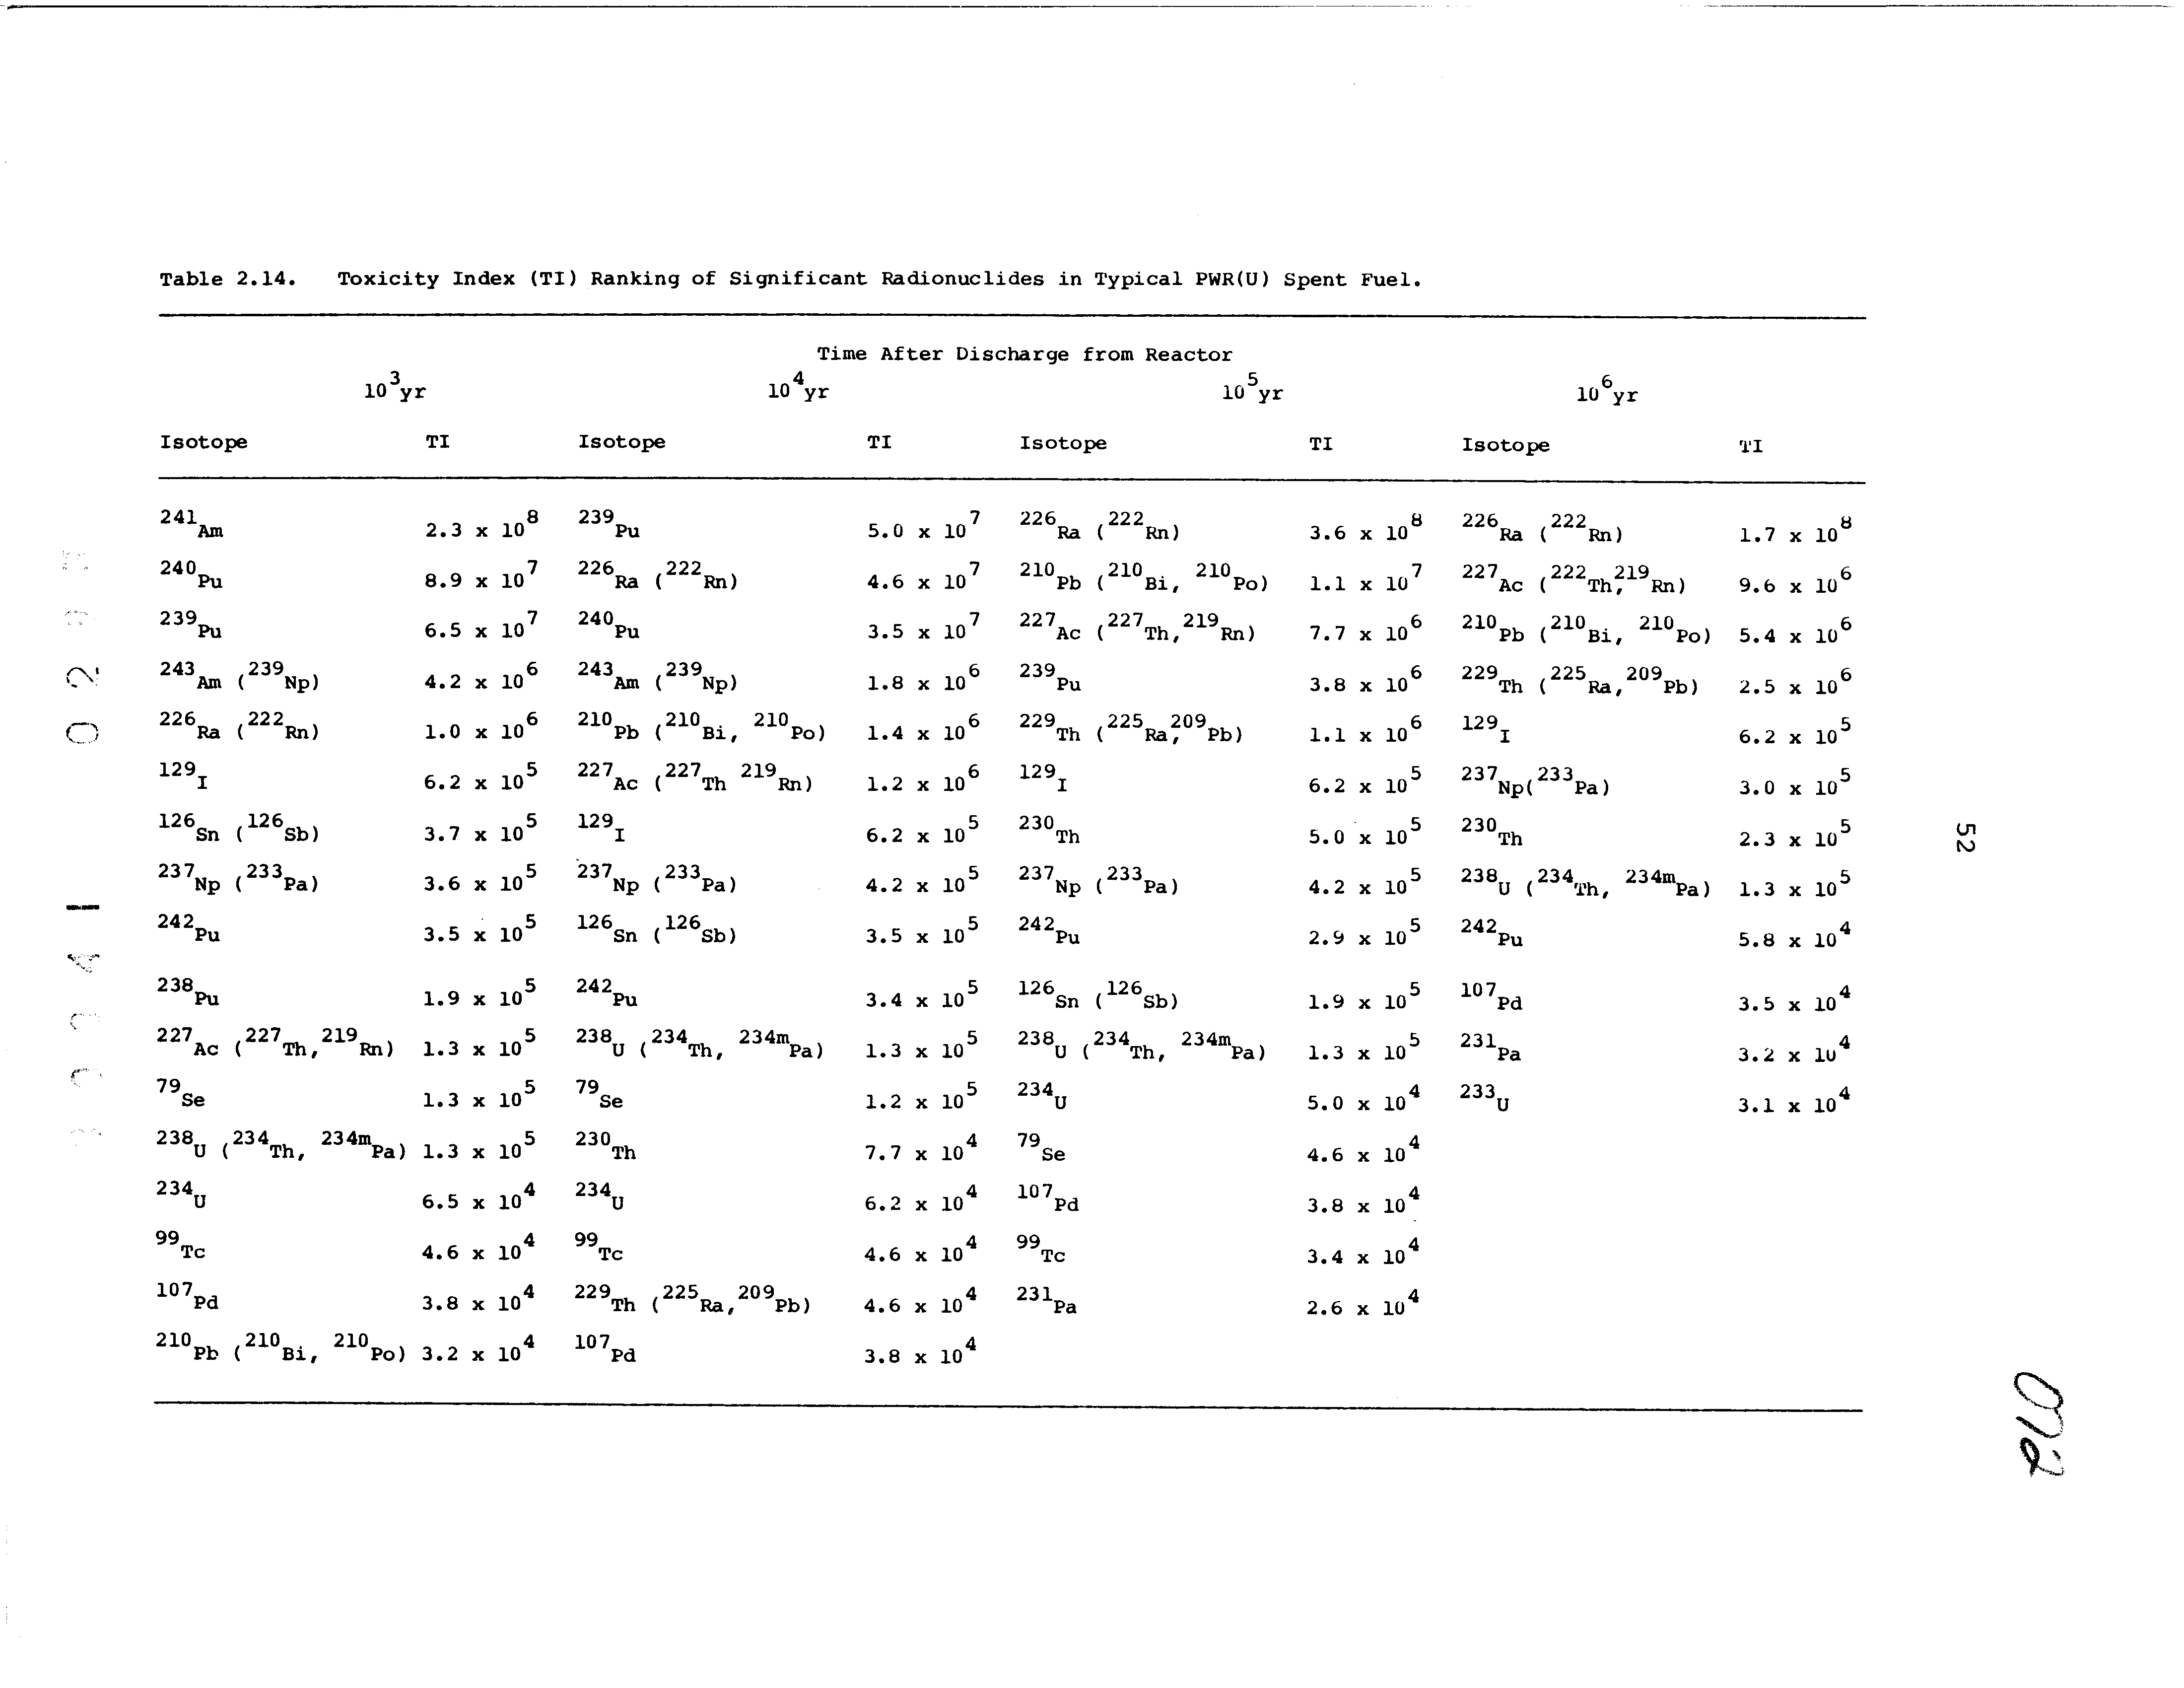 Table 2.14. Toxicity Index (TI) Ranking of Significant Radionuclides in Typical PWR(U) Spent Fuel.
Time After Discharge from Reactor
10³yr 10⁴yr 10⁵yr 10⁶yr
Isotope TI Isotope TI Isotope TI Isotope TI
²⁴¹Am 2.3 x 10⁸ ²³⁹Pu 5.0 x 10⁷ ²²⁶Ra (²²²Rn) 3.6 x 10⁸ ²²⁶Ra (²²²Rn) 1.7 x 10⁸
²⁴⁰Pu 8.9 x 10⁷ ²²⁶Ra (²²²Rn) 4.6 x 10⁷ ²¹⁰Pb (²¹⁰Bi, ²¹⁰Po) 1.1 x 10⁷ ²²⁷Ac (²²²Th,²¹⁹Rn) 9.6 x 10⁶
²³⁹Pu 6.5 x 10⁷ ²⁴⁰Pu 3.5 x 10⁷ ²²⁷Ac (²²⁷Th,²¹⁹Rn) 7.7 x 10⁶ ²¹⁰Pb (²¹⁰Bi, ²¹⁰Po) 5.4 x 10⁶
²⁴³Am (²³⁹Np) 4.2 x 10⁶ ²⁴³Am (²³⁹Np) 1.8 x 10⁶ ²³⁹Pu 3.8 x 10⁶ ²²⁹Th (²²⁵Ra,²⁰⁹Pb) 2.5 x 10⁶
²²⁶Ra (²²²Rn) 1.0 x 10⁶ ²¹⁰Pb (²¹⁰Bi, ²¹⁰Po) 1.4 x 10⁶ ²²⁹Th (²²⁵Ra,²⁰⁹Pb) 1.1 x 10⁶ ¹²⁹I 6.2 x 10⁵
¹²⁹I 6.2 x 10⁵ ²²⁷Ac (²²⁷Th ²¹⁹Rn) 1.2 x 10⁶ ¹²⁹I 6.2 x 10⁵ ²³⁷Np(²³³Pa) 3.0 x 10⁵
¹²⁶Sn (¹²⁶Sb) 3.7 x 10⁵ ¹²⁹I 6.2 x 10⁵ ²³⁰Th 5.0 x 10⁵ ²³⁰Th 2.3 x 10⁵
²³⁷Np (²³³Pa) 3.6 x 10⁵ ²³⁷Np (²³³Pa) 4.2 x 10⁵ ²³⁷Np (²³³Pa) 4.2 x 10⁵ ²³⁸U (²³⁴Th, ²³⁴ᵐPa) 1.3 x 10⁵
²⁴²Pu 3.5 x 10⁵ ¹²⁶Sn (¹²⁶Sb) 3.5 x 10⁵ ²⁴²Pu 2.9 x 10⁵ ²⁴²Pu 5.8 x 10⁴
²³⁸Pu 1.9 x 10⁵ ²⁴²Pu 3.4 x 10⁵ ¹²⁶Sn (¹²⁶Sb) 1.9 x 10⁵ ¹⁰⁷Pd 3.5 x 10⁴
²²⁷Ac (²²⁷Th,²¹⁹Rn) 1.3 x 10⁵ ²³⁸U (²³⁴Th, ²³⁴ᵐPa) 1.3 x 10⁵ ²³⁸U (²³⁴Th, ²³⁴ᵐPa) 1.3 x 10⁵ ²³¹Pa 3.2 x 10⁴
⁷⁹Se 1.3 x 10⁵ ⁷⁹Se 1.2 x 10⁵ ²³⁴U 5.0 x 10⁴ ²³³U 3.1 x 10⁴
²³⁸U (²³⁴Th, ²³⁴ᵐPa) 1.3 x 10⁵ ²³⁰Th 7.7 x 10⁴ ⁷⁹Se 4.6 x 10⁴
²³⁴U 6.5 x 10⁴ ²³⁴U 6.2 x 10⁴ ¹⁰⁷Pd 3.8 x 10⁴
⁹⁹Tc 4.6 x 10⁴ ⁹⁹Tc 4.6 x 10⁴ ⁹⁹Tc 3.4 x 10⁴
¹⁰⁷Pd 3.8 x 10⁴ ²²⁹Th (²²⁵Ra,²⁰⁹Pb) 4.6 x 10⁴ ²³¹Pa 2.6 x 10⁴
²¹⁰Pb (²¹⁰Bi, ²¹⁰Po) 3.2 x 10⁴ ¹⁰⁷Pd 3.8 x 10⁴
52